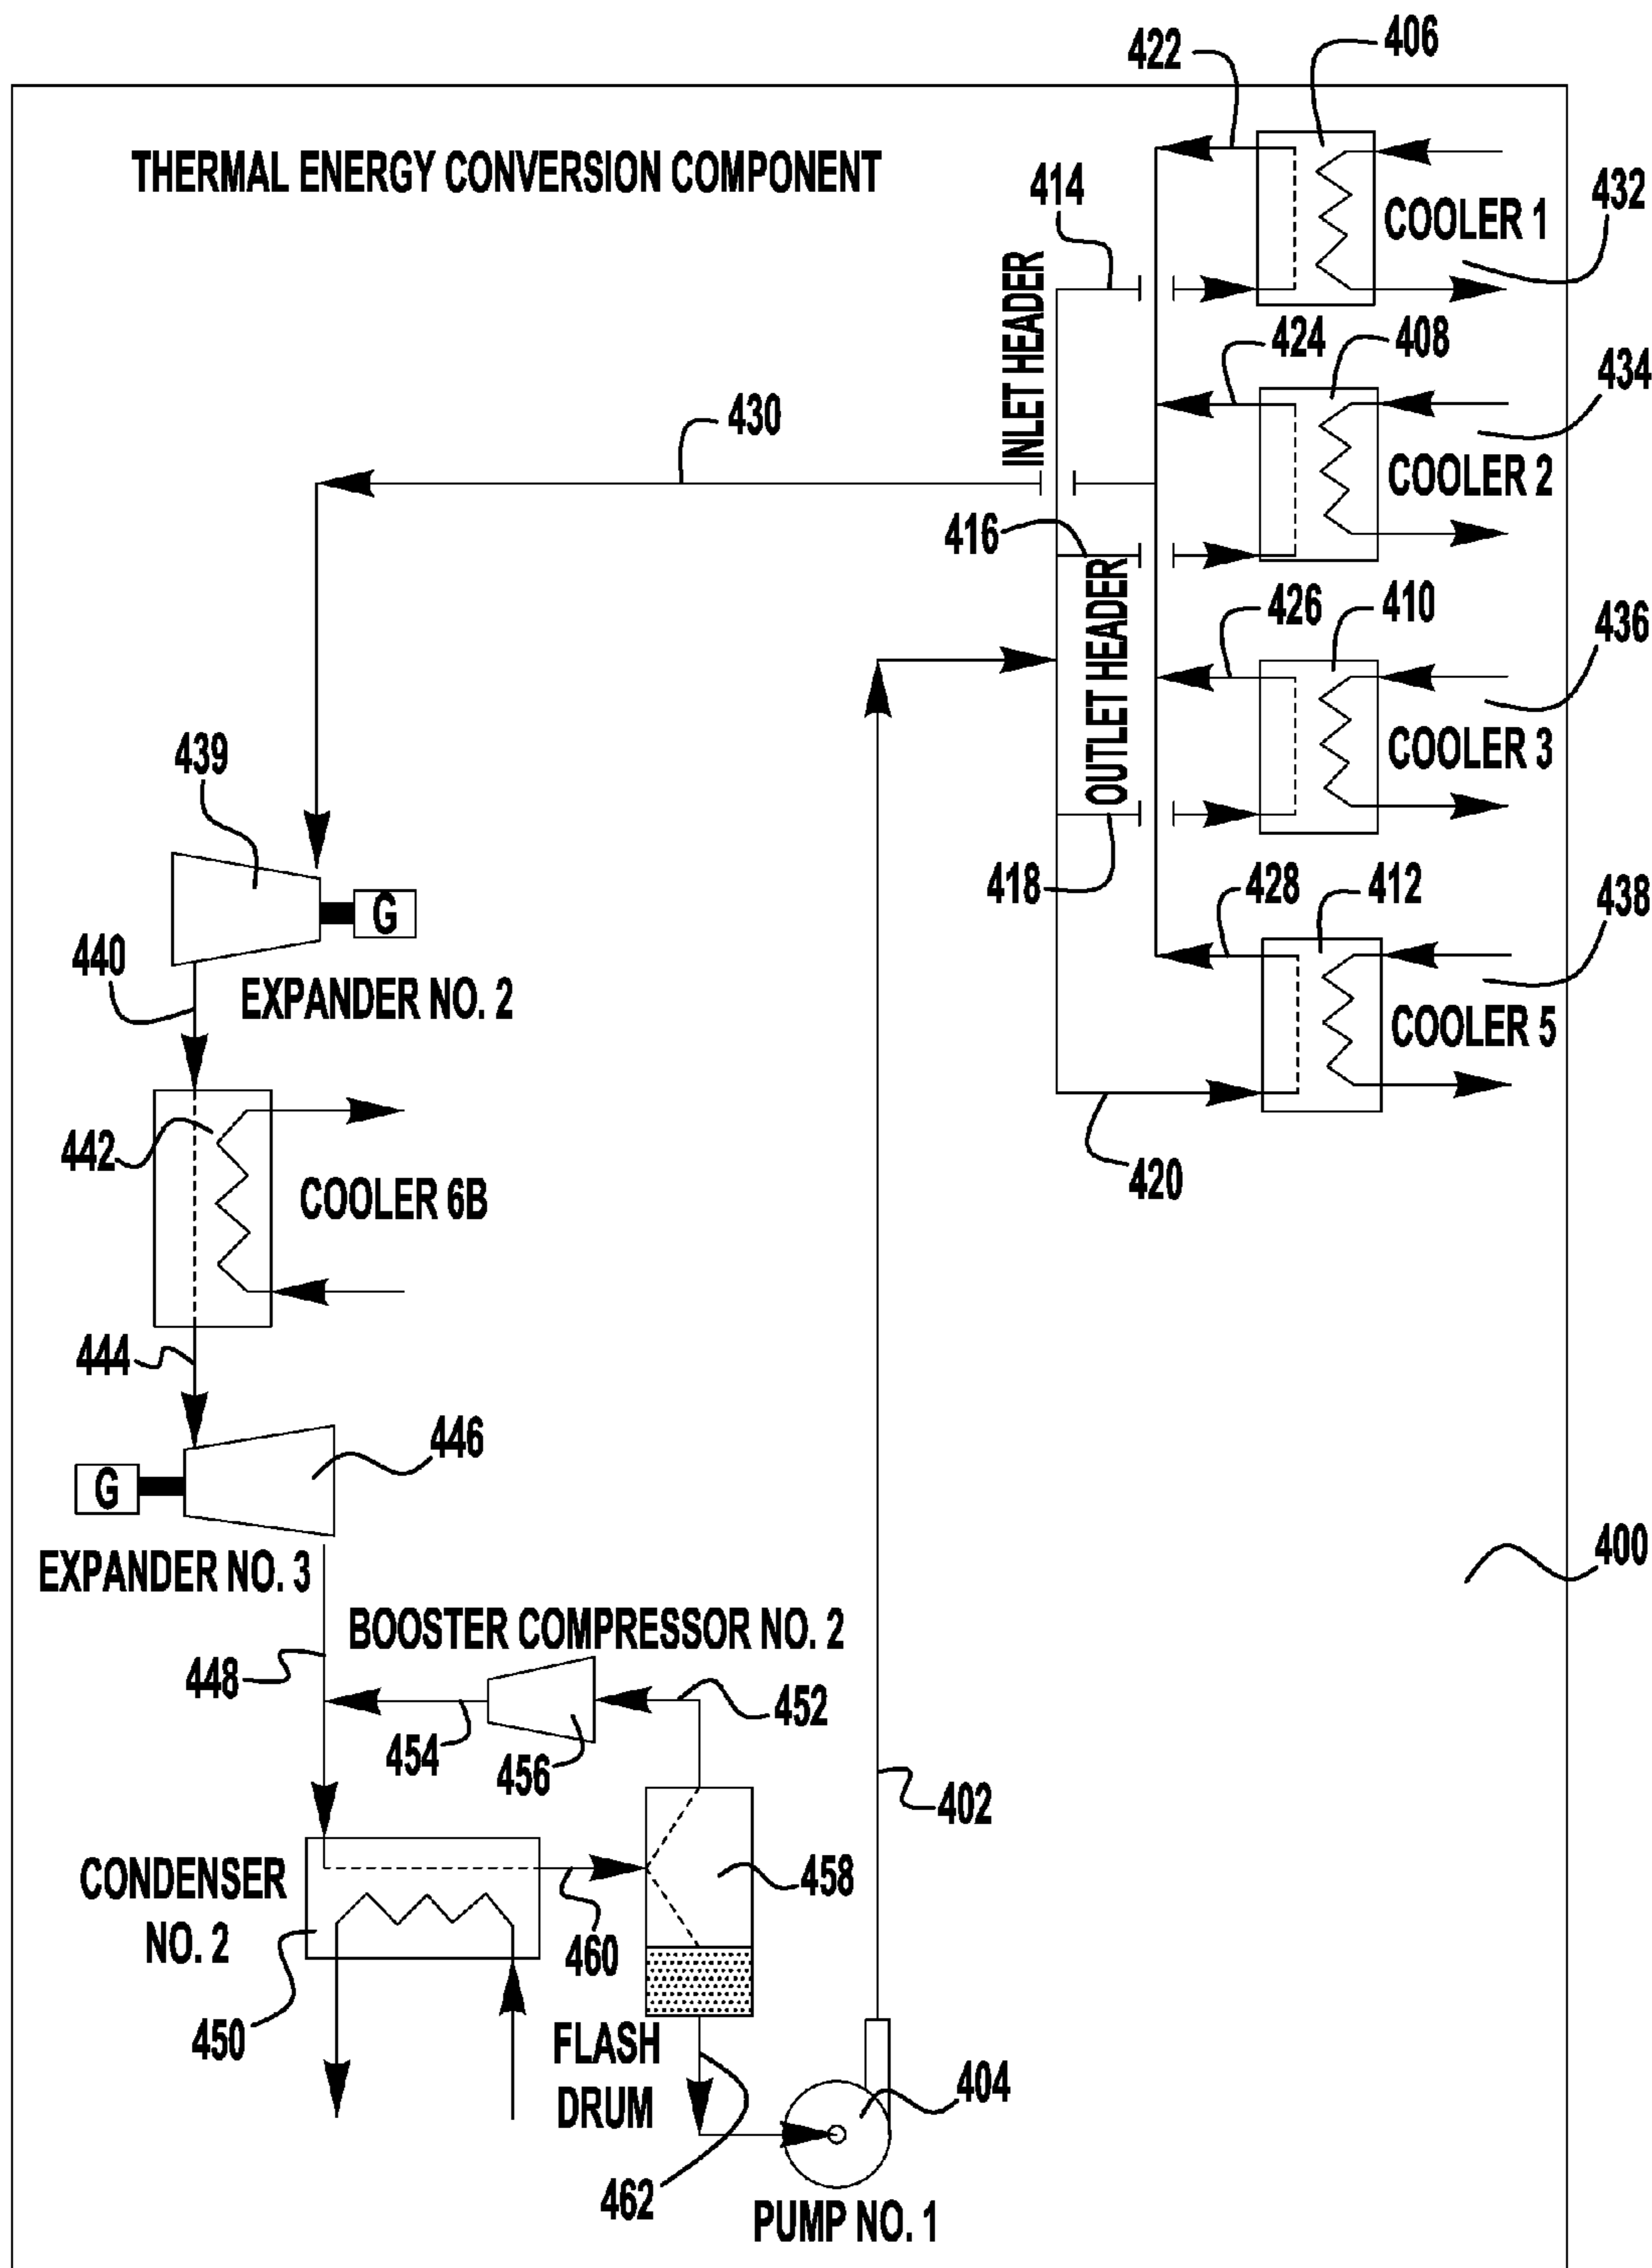 406
422
THERMAL ENERGY CONVERSION COMPONENT
414
432
COOLER 1
INLET HEADER
424
408
434
430
COOLER 2
416
OUTLET HEADER
426
410
436
COOLER 3
439
418
428
412
438
G
440
EXPANDER NO. 2
COOLER 5
442
COOLER 6B
420
444
446
G
EXPANDER NO. 3
400
BOOSTER COMPRESSOR NO. 2
448
452
454
456
402
CONDENSER
NO. 2
458
460
450
FLASH
DRUM
404
462
PUMP NO. 1